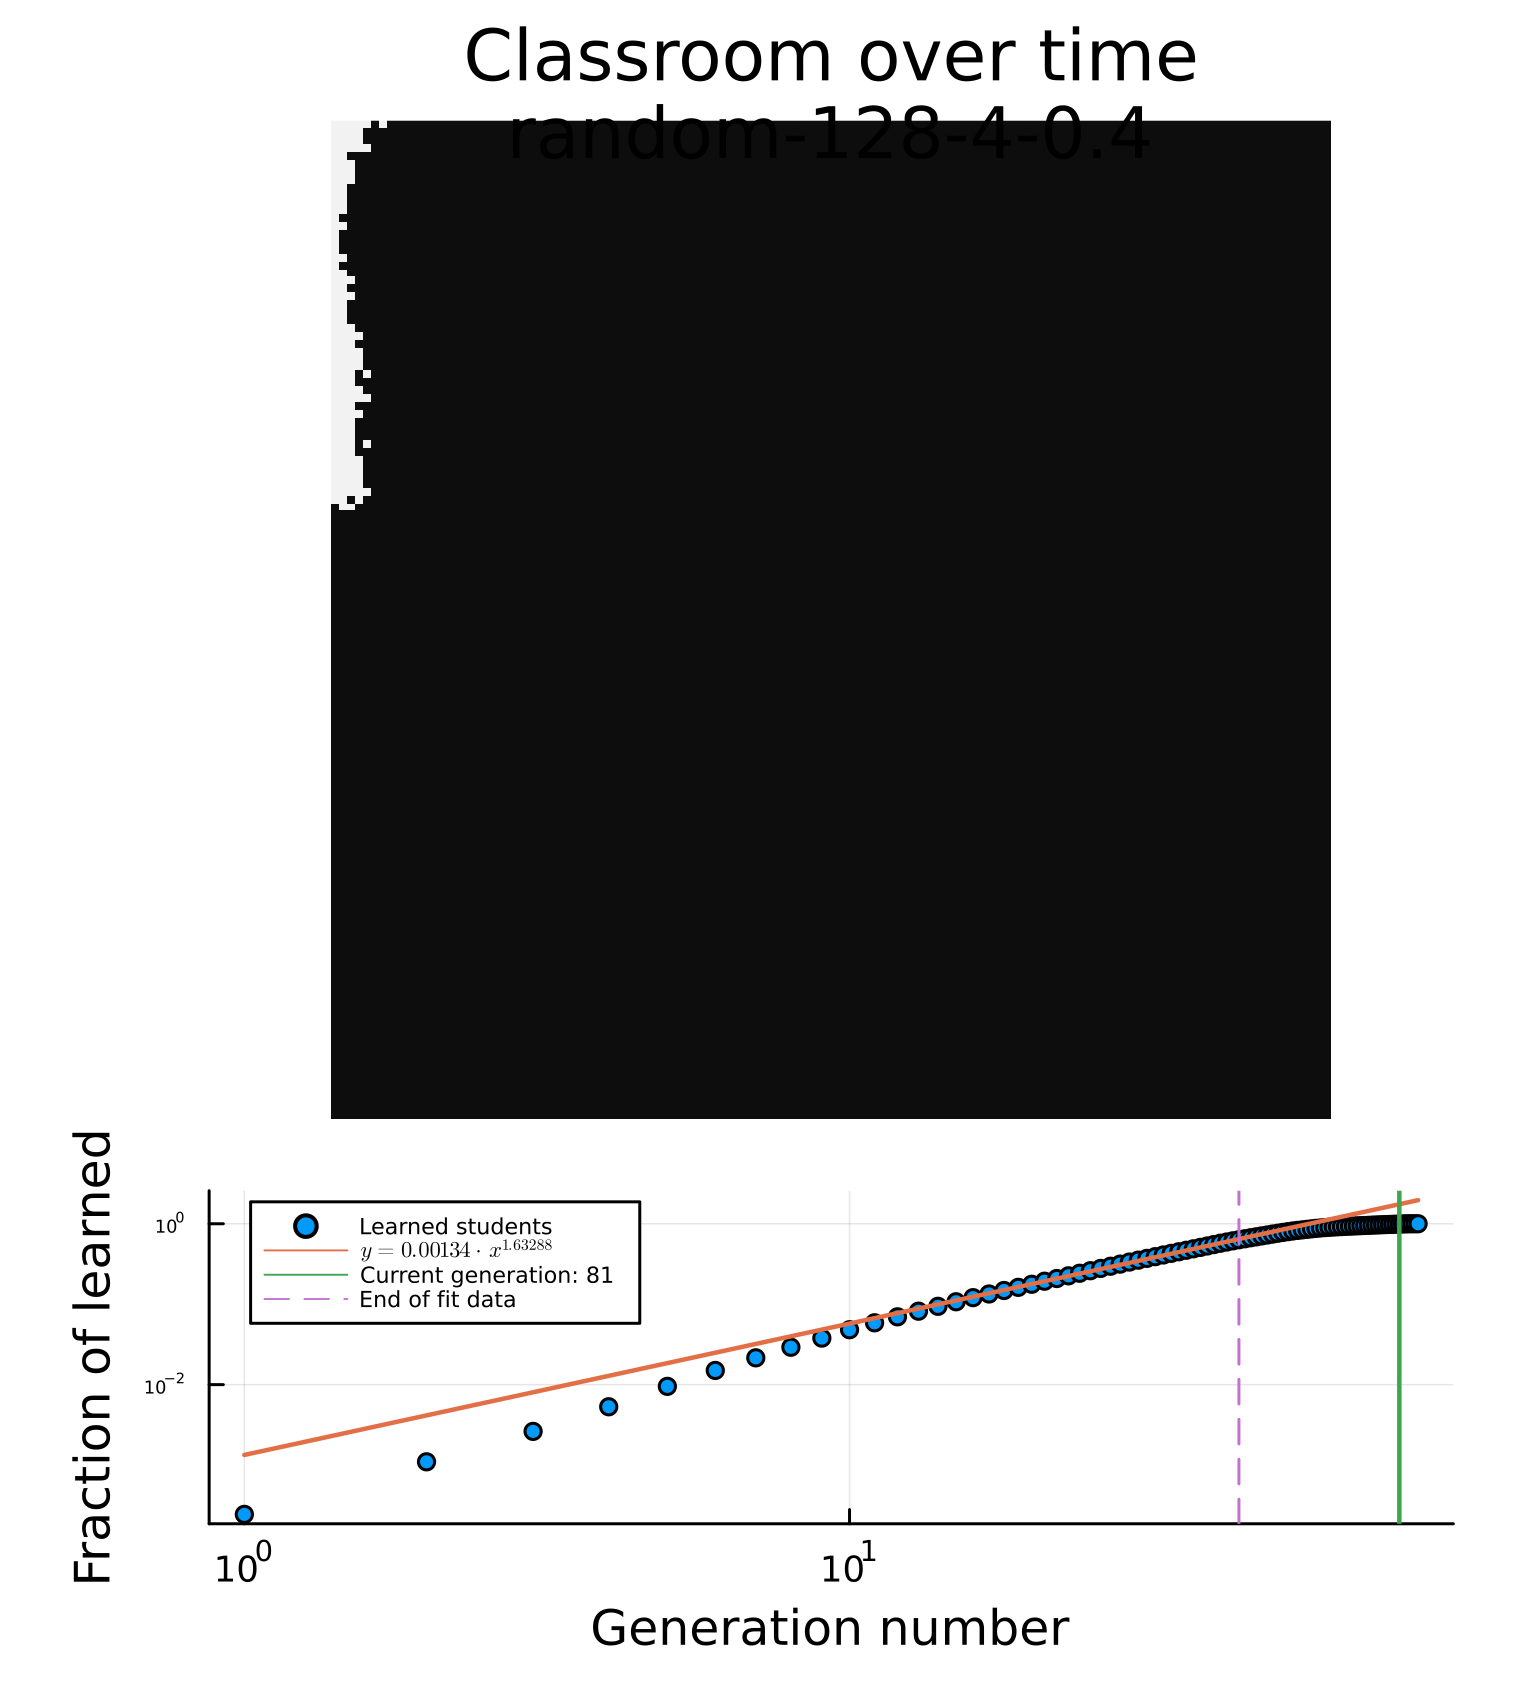 Classroom over time
random-128-4-0.4
Fraction of learned
10^0
10^-2
Learned students
y = 0.00134 · x^1.63288
Current generation: 81
End of fit data
10^0
10^1
Generation number